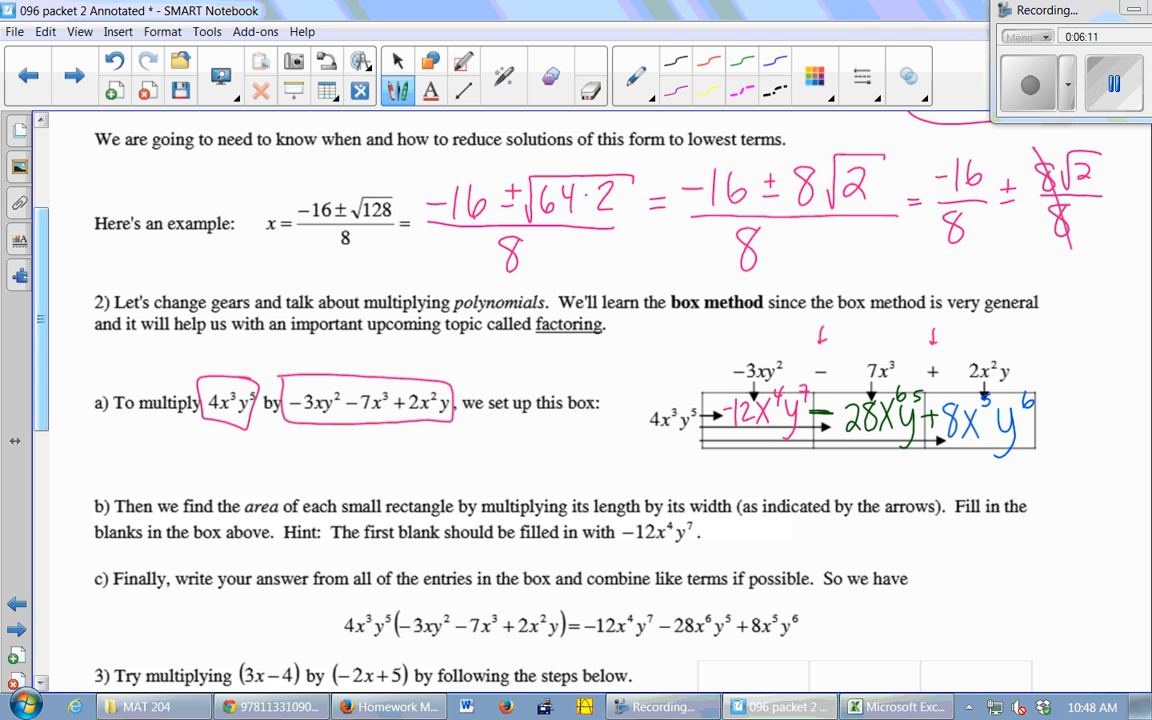 096 packet 2 Annotated * - SMART Notebook
Recording...
File Edit View Insert Format Tools Add-ons Help
Menu 0:06:11
We are going to need to know when and how to reduce solutions of this form to lowest terms.
Here's an example: x = (−16 ± √128)/8 = (−16 ± √(64·2))/8 = (−16 ± 8√2)/8 = −16/8 ± 8√2/8
2) Let's change gears and talk about multiplying polynomials. We'll learn the box method since the box method is very general
and it will help us with an important upcoming topic called factoring.
−3xy² − 7x³ + 2x²y
a) To multiply 4x³y⁵ by −3xy² −7x³ + 2x²y, we set up this box: 4x³y⁵ −12x⁴y⁷ − 28x⁶y⁵ + 8x⁵y⁶
b) Then we find the area of each small rectangle by multiplying its length by its width (as indicated by the arrows). Fill in the
blanks in the box above. Hint: The first blank should be filled in with −12x⁴y⁷.
c) Finally, write your answer from all of the entries in the box and combine like terms if possible. So we have
4x³y⁵(−3xy² −7x³ + 2x²y) = −12x⁴y⁷ − 28x⁶y⁵ + 8x⁵y⁶
3) Try multiplying (3x−4) by (−2x+5) by following the steps below.
MAT 204 97811331090... Homework M... Recording... 096 packet 2 ... Microsoft Exc... 10:48 AM